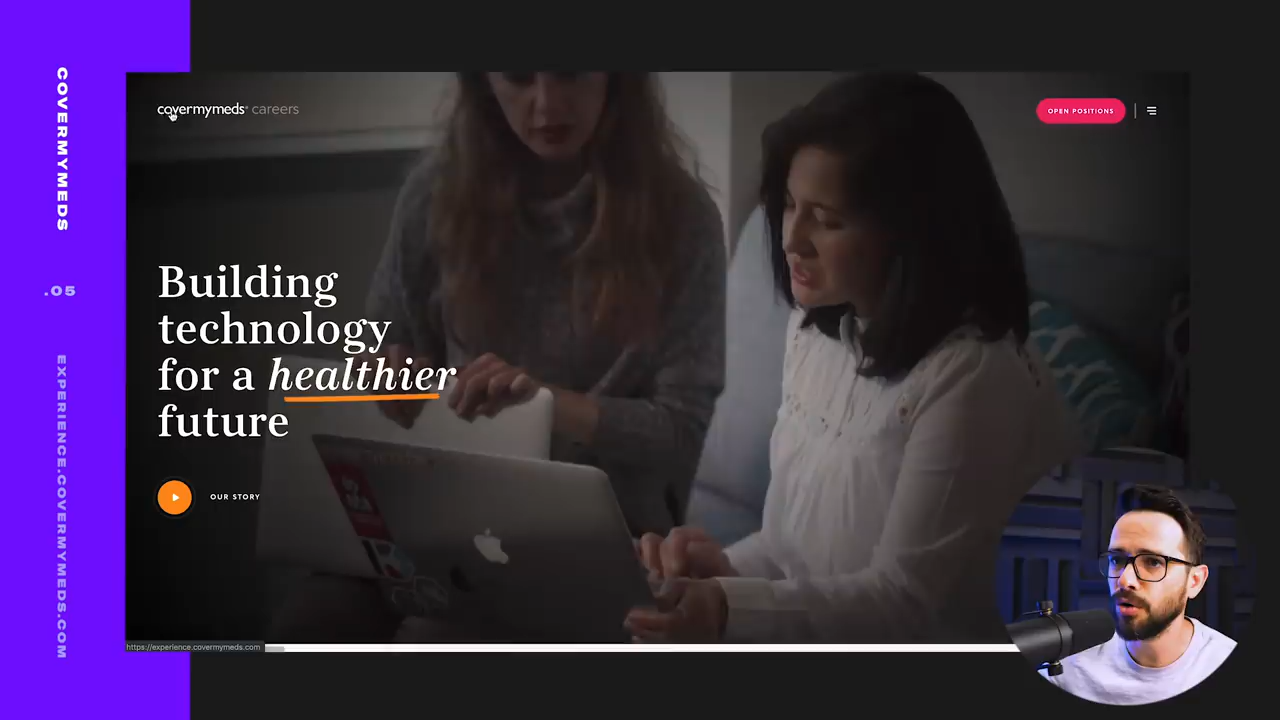 COVERMYMEDS
.05
EXPERIENCE.COVERMYMEDS.COM
covermymeds® careers
OPEN POSITIONS
Building
technology
for a healthier
future
OUR STORY
https://experience.covermymeds.com